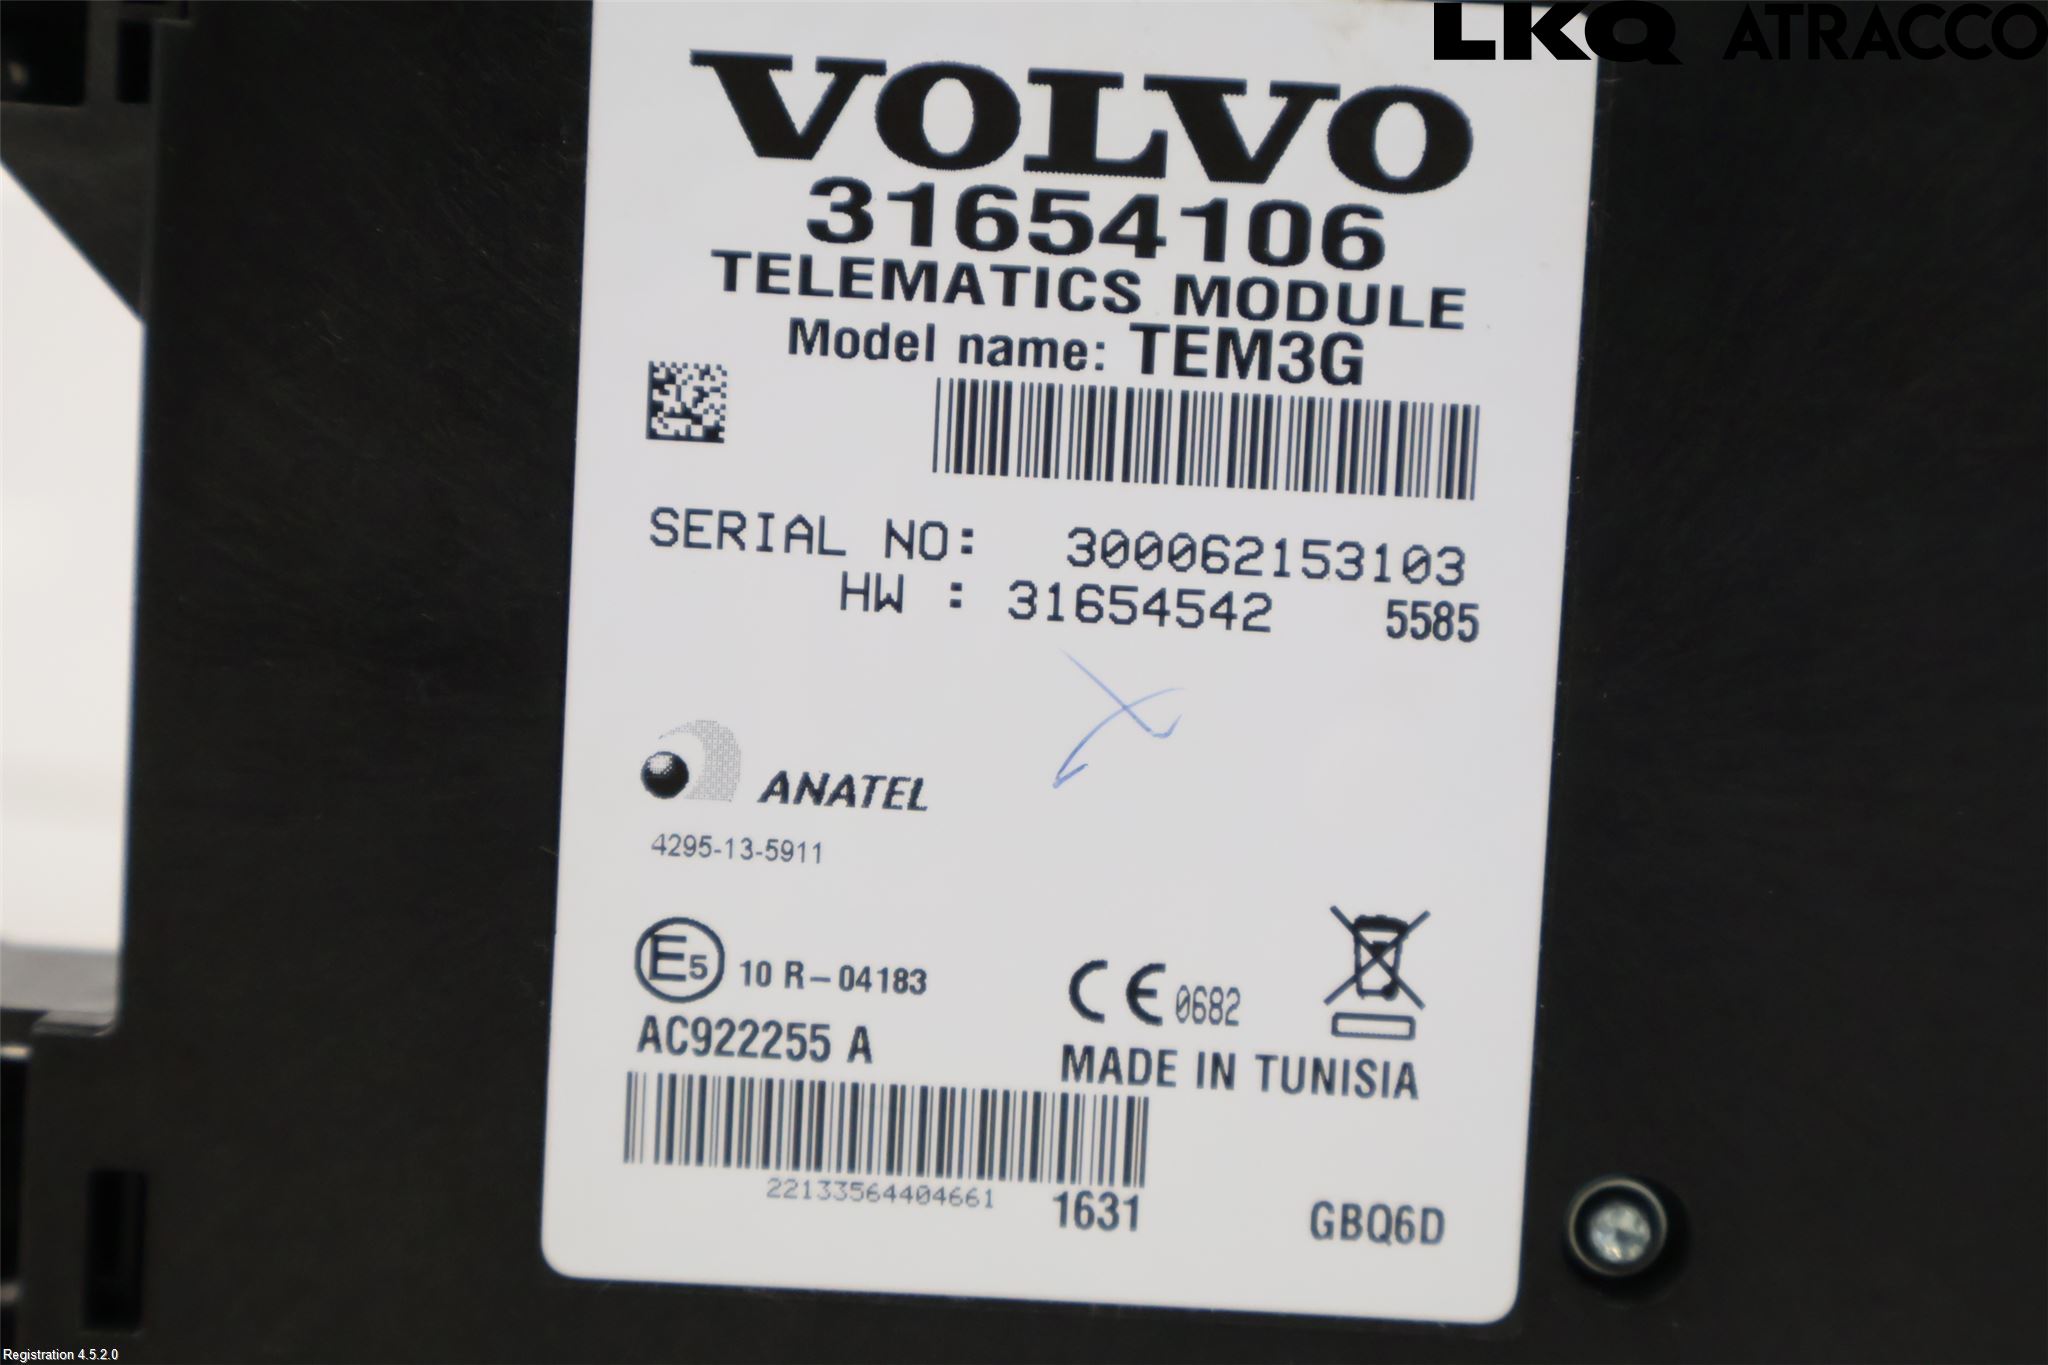 LKQ ATRACCO
VOLVO
31654106
TELEMATICS MODULE
Model name: TEM3G
SERIAL NO: 300062153103
HW : 31654542 5585
ANATEL
4295-13-5911
E5 10 R-04183
CE 0682
AC922255 A
MADE IN TUNISIA
22133564404661 1631
GBQ6D
Registration 4.5.2.0